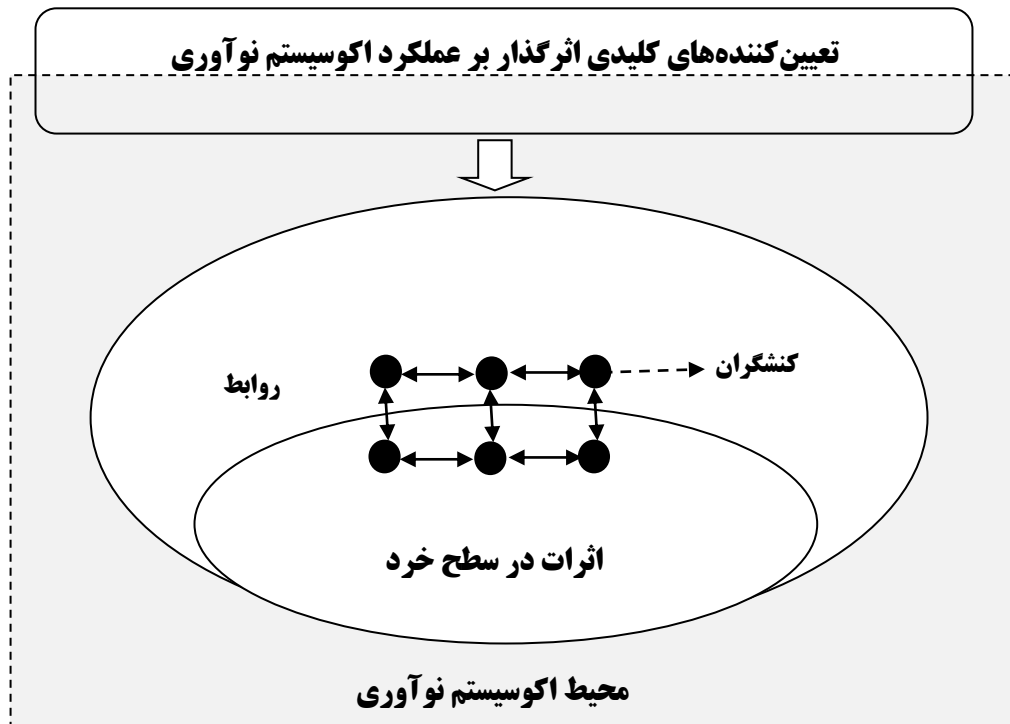 تعیین‌کننده‌های کلیدی اثرگذار بر عملکرد اکوسیستم نوآوری
کنشگران
روابط
اثرات در سطح خرد
محیط اکوسیستم نوآوری